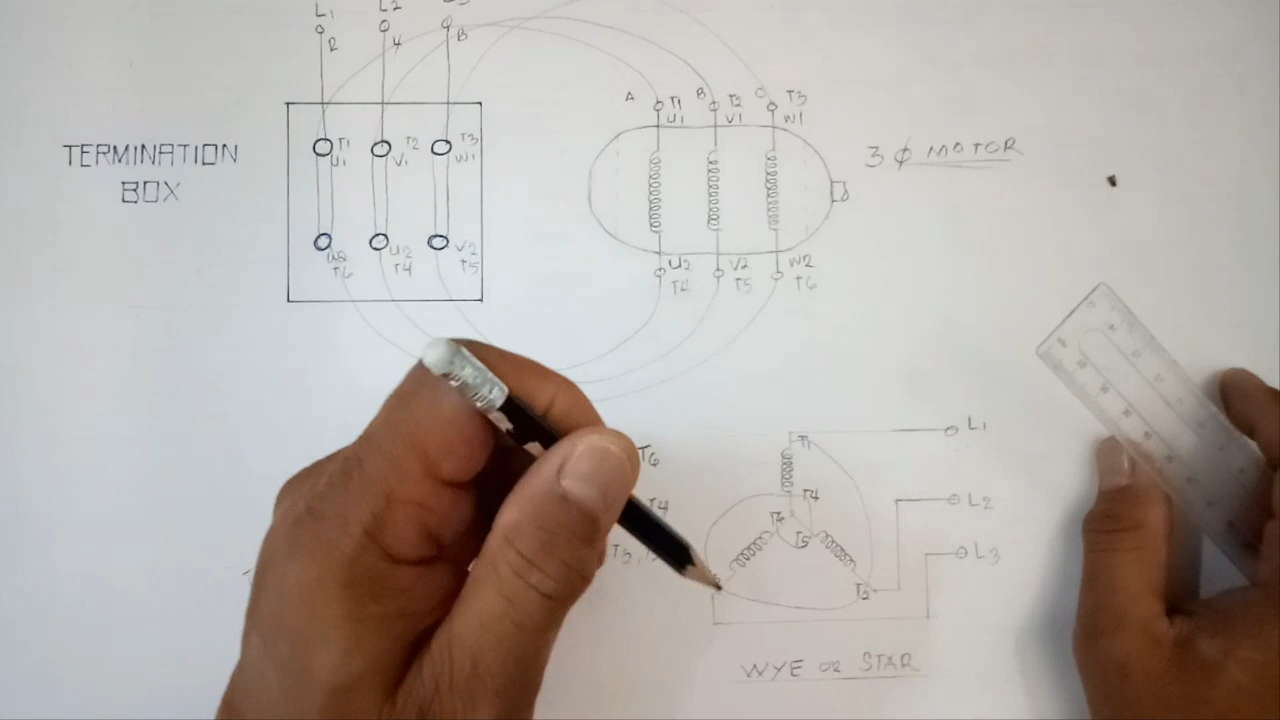 L1 L2
R Y B
TERMINATION
BOX
T1 T2 T3
U1 V1 W1
U2 V2
T6 T4 T5
A T1 B T2 C T3
U1 V1 W1
3 Φ MOTOR
U2 V2 W2
T4 T5 T6
T6
T4
T1
L1
T4
T6 T5
L2
L3
T2
WYE OR STAR